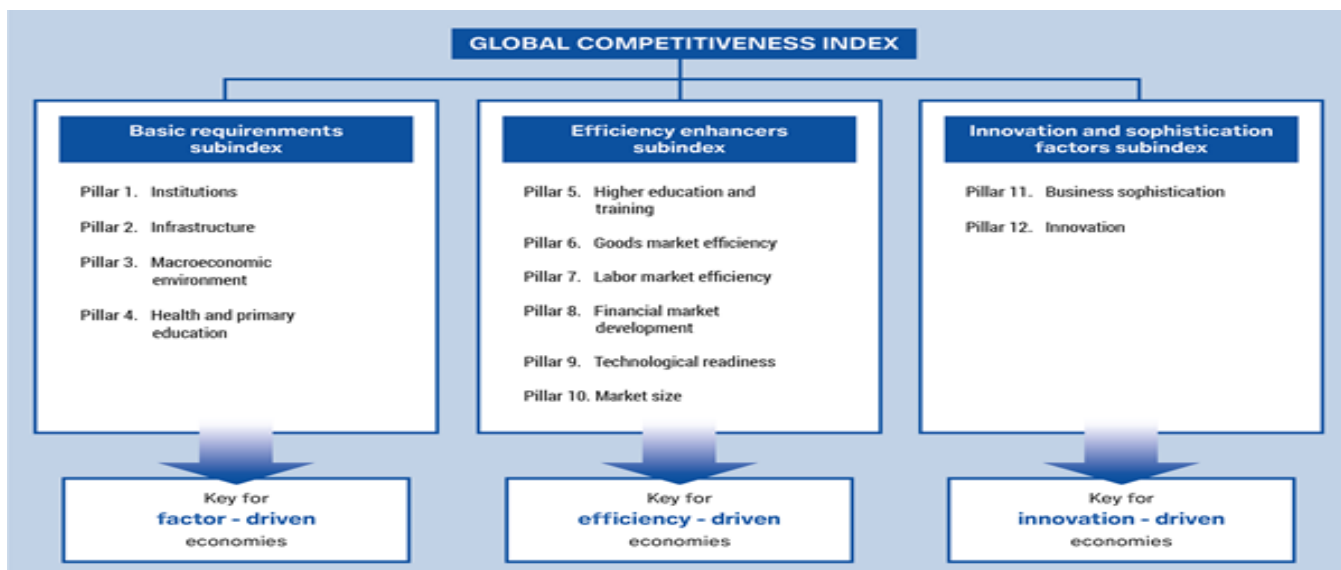 GLOBAL COMPETITIVENESS INDEX
Basic requirenments
subindex
Pillar 1. Institutions
Pillar 2. Infrastructure
Pillar 3. Macroeconomic
environment
Pillar 4. Health and primary
education
Key for
factor - driven
economies
Efficiency enhancers
subindex
Pillar 5. Higher education and
training
Pillar 6. Goods market efficiency
Pillar 7. Labor market efficiency
Pillar 8. Financial market
development
Pillar 9. Technological readiness
Pillar 10. Market size
Key for
efficiency - driven
economies
Innovation and sophistication
factors subindex
Pillar 11. Business sophistication
Pillar 12. Innovation
Key for
innovation - driven
economies